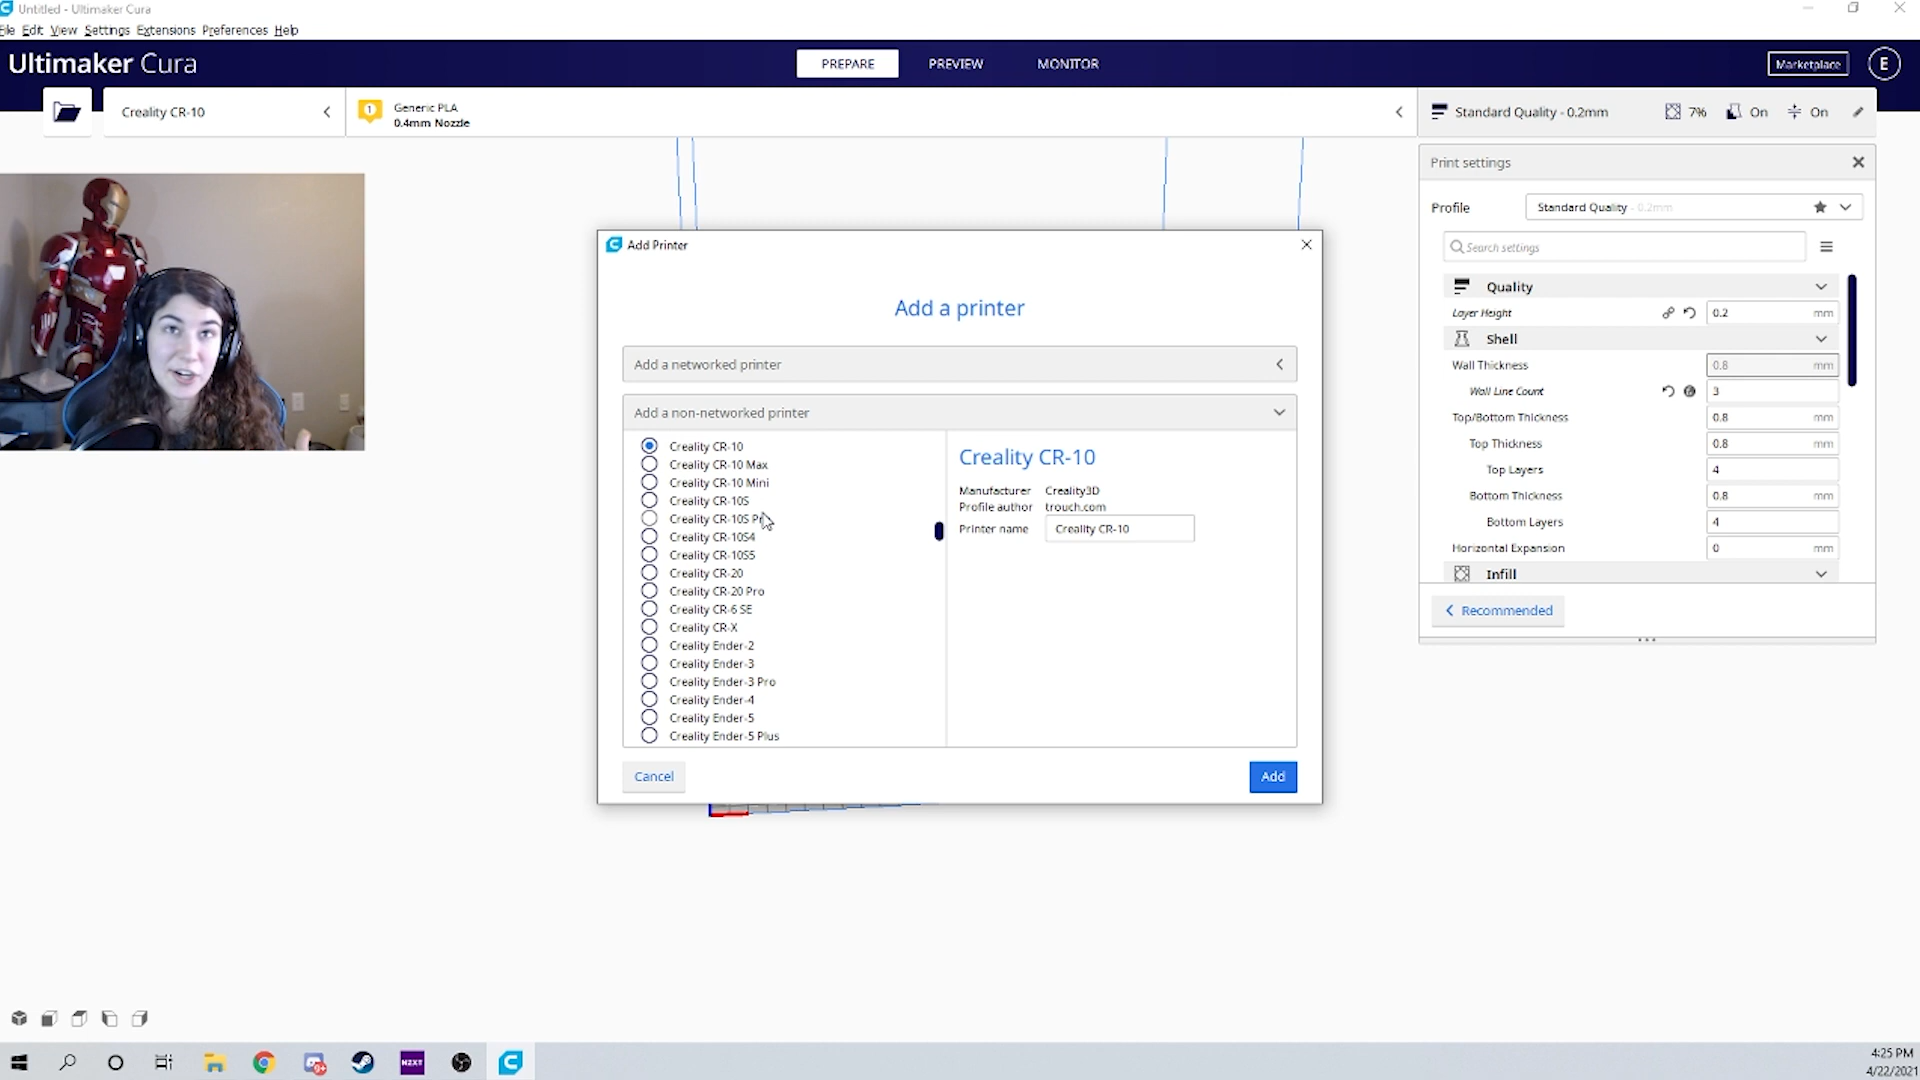 Untitled - Ultimaker Cura
File Edit View Settings Extensions Preferences Help
Ultimaker Cura
PREPARE
PREVIEW
MONITOR
Marketplace
E
Creality CR-10
1
Generic PLA
0.4mm Nozzle
Standard Quality - 0.2mm
7%
On
On
Print settings
Profile
Standard Quality - 0.2mm
Search settings
Quality
Layer Height
0.2 mm
Shell
Wall Thickness
0.8 mm
Wall Line Count
3
Top/Bottom Thickness
0.8 mm
Top Thickness
0.8 mm
Top Layers
4
Bottom Thickness
0.8 mm
Bottom Layers
4
Horizontal Expansion
0 mm
Infill
Recommended
Add Printer
Add a printer
Add a networked printer
Add a non-networked printer
Creality CR-10
Creality CR-10 Max
Creality CR-10 Mini
Creality CR-10S
Creality CR-10S
Creality CR-10S4
Creality CR-10S5
Creality CR-20
Creality CR-20 Pro
Creality CR-6 SE
Creality CR-X
Creality Ender-2
Creality Ender-3
Creality Ender-3 Pro
Creality Ender-4
Creality Ender-5
Creality Ender-5 Plus
Creality CR-10
Manufacturer Creality3D
Profile author trouch.com
Printer name Creality CR-10
Cancel
Add
NZXT
4:25 PM
4/22/2021